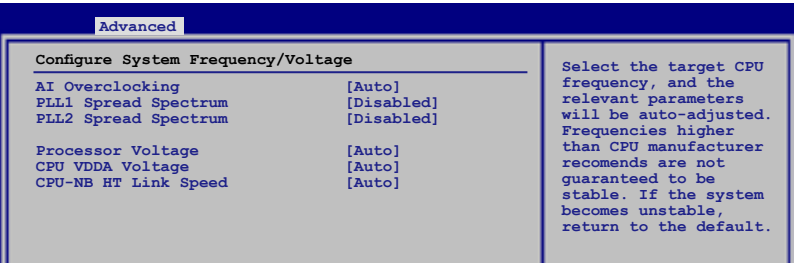 Advanced
Configure System Frequency/Voltage
AI Overclocking [Auto]
PLL1 Spread Spectrum [Disabled]
PLL2 Spread Spectrum [Disabled]
Processor Voltage [Auto]
CPU VDDA Voltage [Auto]
CPU-NB HT Link Speed [Auto]
Select the target CPU
frequency, and the
relevant parameters
will be auto-adjusted.
Frequencies higher
than CPU manufacturer
recomends are not
guaranteed to be
stable. If the system
becomes unstable,
return to the default.